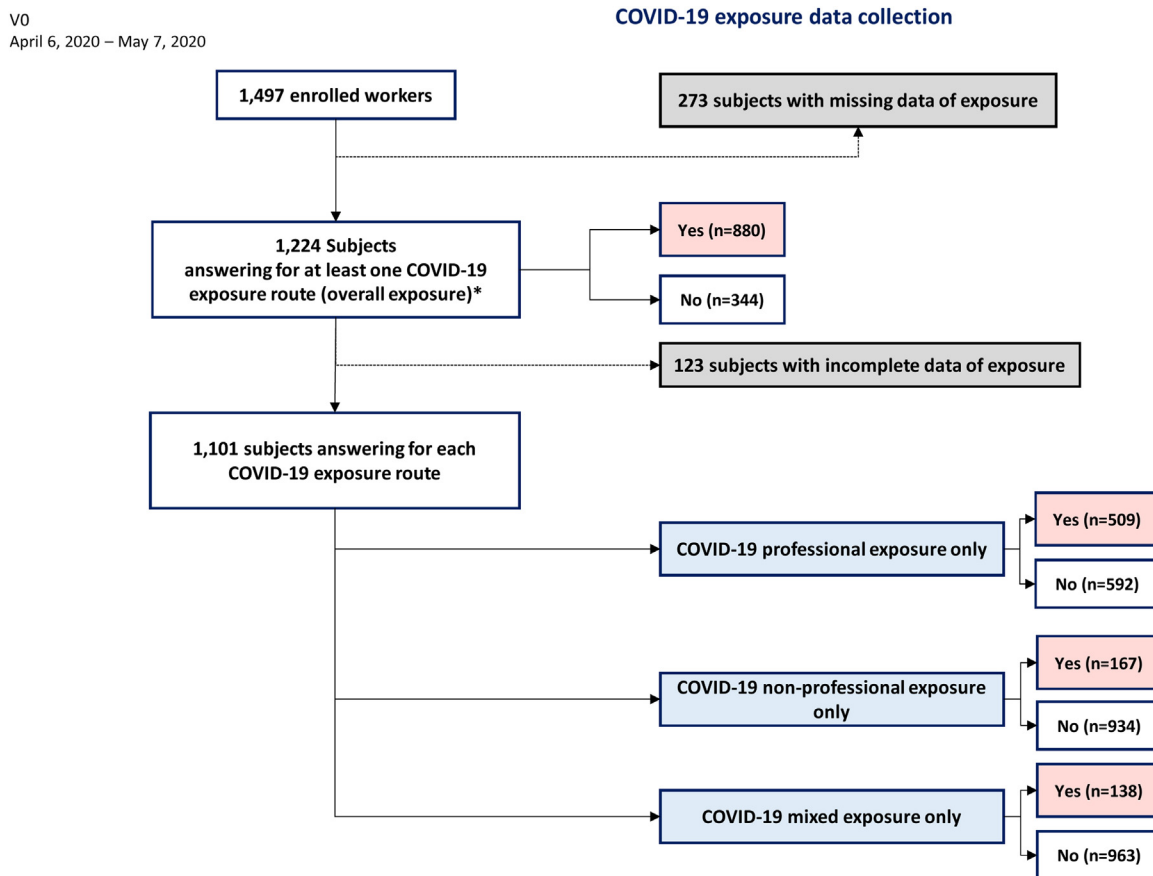 V0
April 6, 2020 – May 7, 2020
COVID-19 exposure data collection
1,497 enrolled workers
273 subjects with missing data of exposure
1,224 Subjects
answering for at least one COVID-19
exposure route (overall exposure)*
Yes (n=880)
No (n=344)
123 subjects with incomplete data of exposure
1,101 subjects answering for each
COVID-19 exposure route
COVID-19 professional exposure only
Yes (n=509)
No (n=592)
COVID-19 non-professional exposure
only
Yes (n=167)
No (n=934)
COVID-19 mixed exposure only
Yes (n=138)
No (n=963)